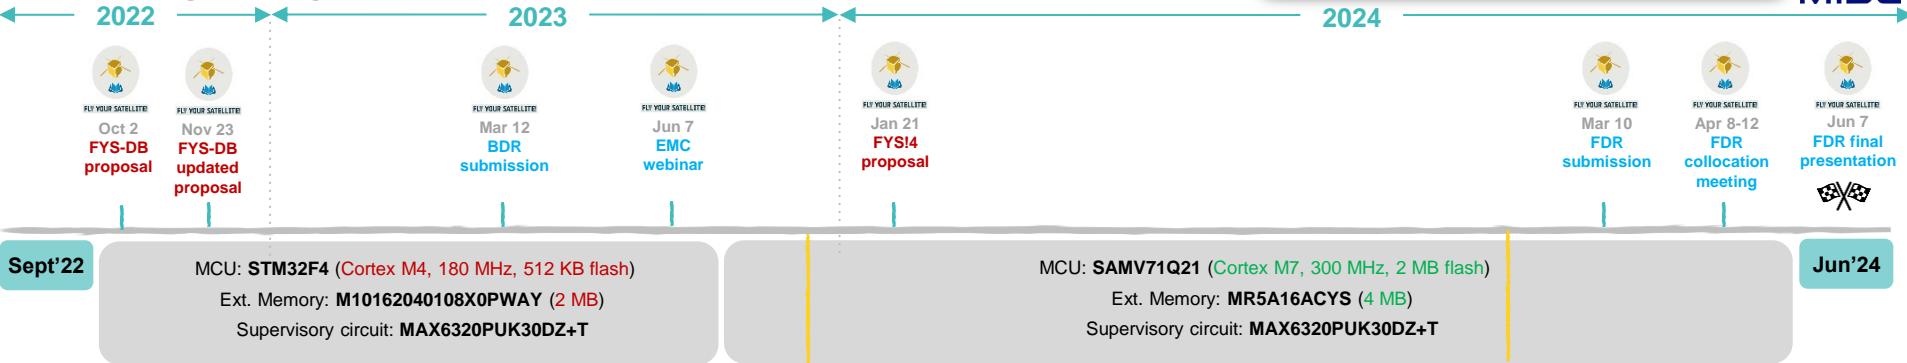 2022
2023
2024
FLY YOUR SATELLITE!
Oct 2
FYS-DB
proposal
FLY YOUR SATELLITE!
Nov 23
FYS-DB
updated
proposal
FLY YOUR SATELLITE!
Mar 12
BDR
submission
FLY YOUR SATELLITE!
Jun 7
EMC
webinar
FLY YOUR SATELLITE!
Jan 21
FYS!4
proposal
FLY YOUR SATELLITE!
Mar 10
FDR
submission
FLY YOUR SATELLITE!
Apr 8-12
FDR
collocation
meeting
FLY YOUR SATELLITE!
Jun 7
FDR final
presentation
Sept'22
MCU: STM32F4 (Cortex M4, 180 MHz, 512 KB flash)
Ext. Memory: M10162040108X0PWAY (2 MB)
Supervisory circuit: MAX6320PUK30DZ+T
MCU: SAMV71Q21 (Cortex M7, 300 MHz, 2 MB flash)
Ext. Memory: MR5A16ACYS (4 MB)
Supervisory circuit: MAX6320PUK30DZ+T
Jun'24